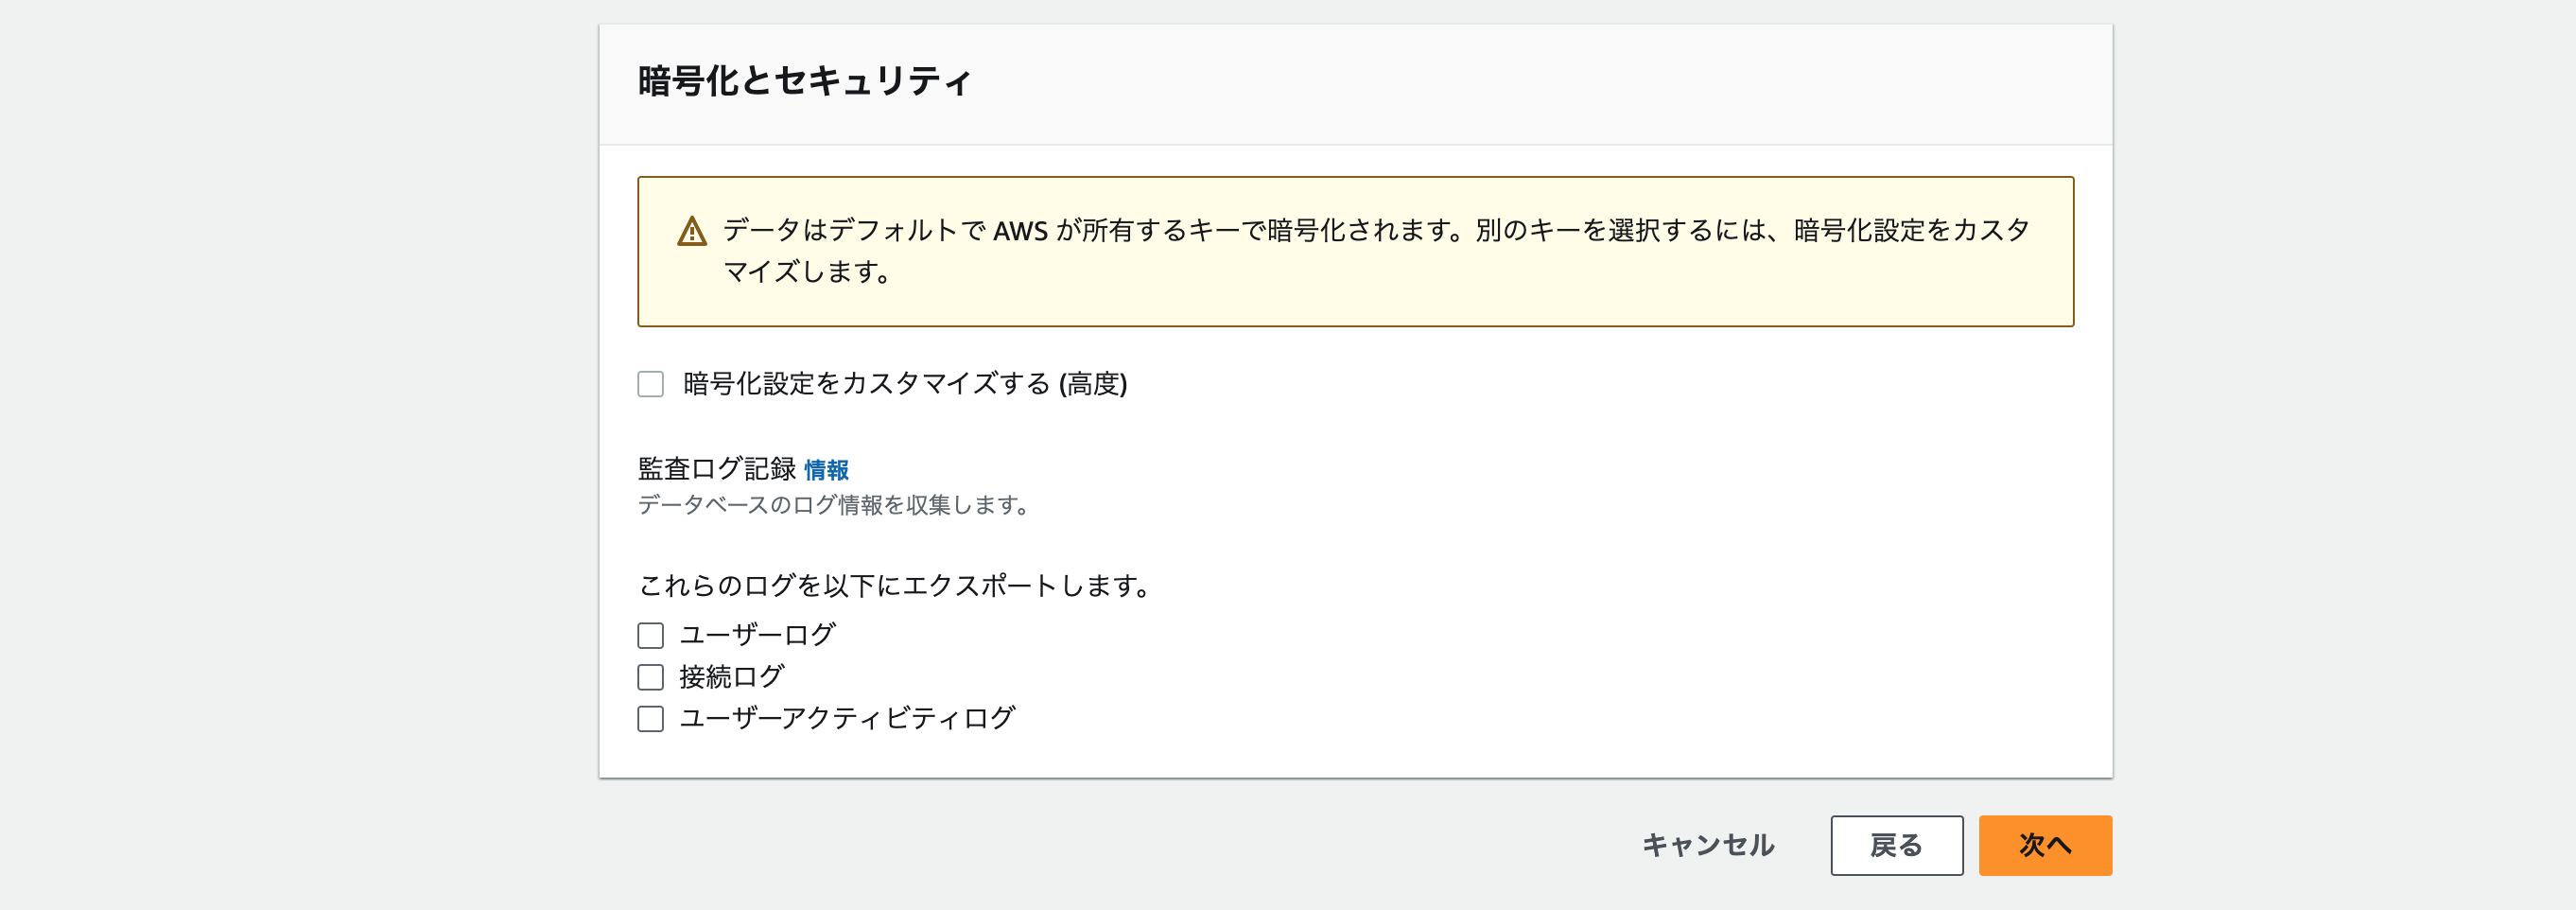 暗号化とセキュリティ
データはデフォルトで AWS が所有するキーで暗号化されます。別のキーを選択するには、暗号化設定をカスタ
マイズします。
暗号化設定をカスタマイズする (高度)
監査ログ記録 情報
データベースのログ情報を収集します。
これらのログを以下にエクスポートします。
ユーザーログ
接続ログ
ユーザーアクティビティログ
キャンセル 戻る 次へ